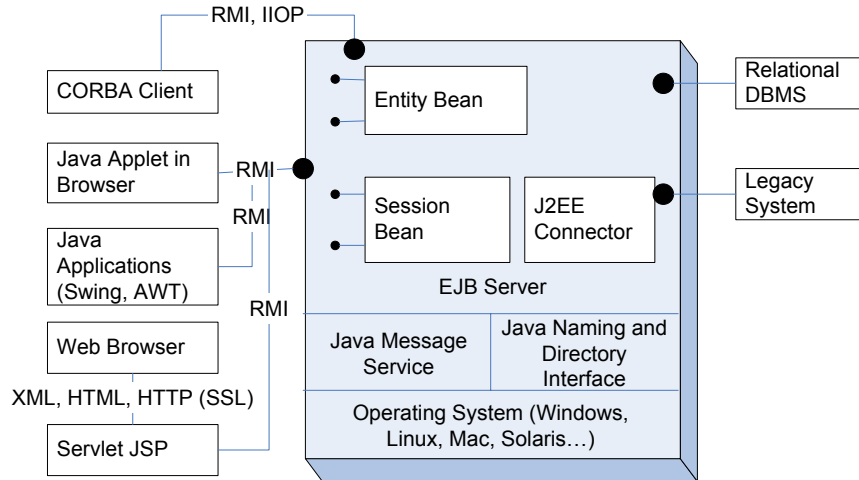 RMI, IIOP
CORBA Client
Entity Bean
Relational
DBMS
Java Applet in
Browser
RMI
RMI
Session
Bean
J2EE
Connector
Legacy
System
Java
Applications
(Swing, AWT)
EJB Server
RMI
Web Browser
Java Message
Service
Java Naming and
Directory
Interface
XML, HTML, HTTP (SSL)
Servlet JSP
Operating System (Windows,
Linux, Mac, Solaris…)